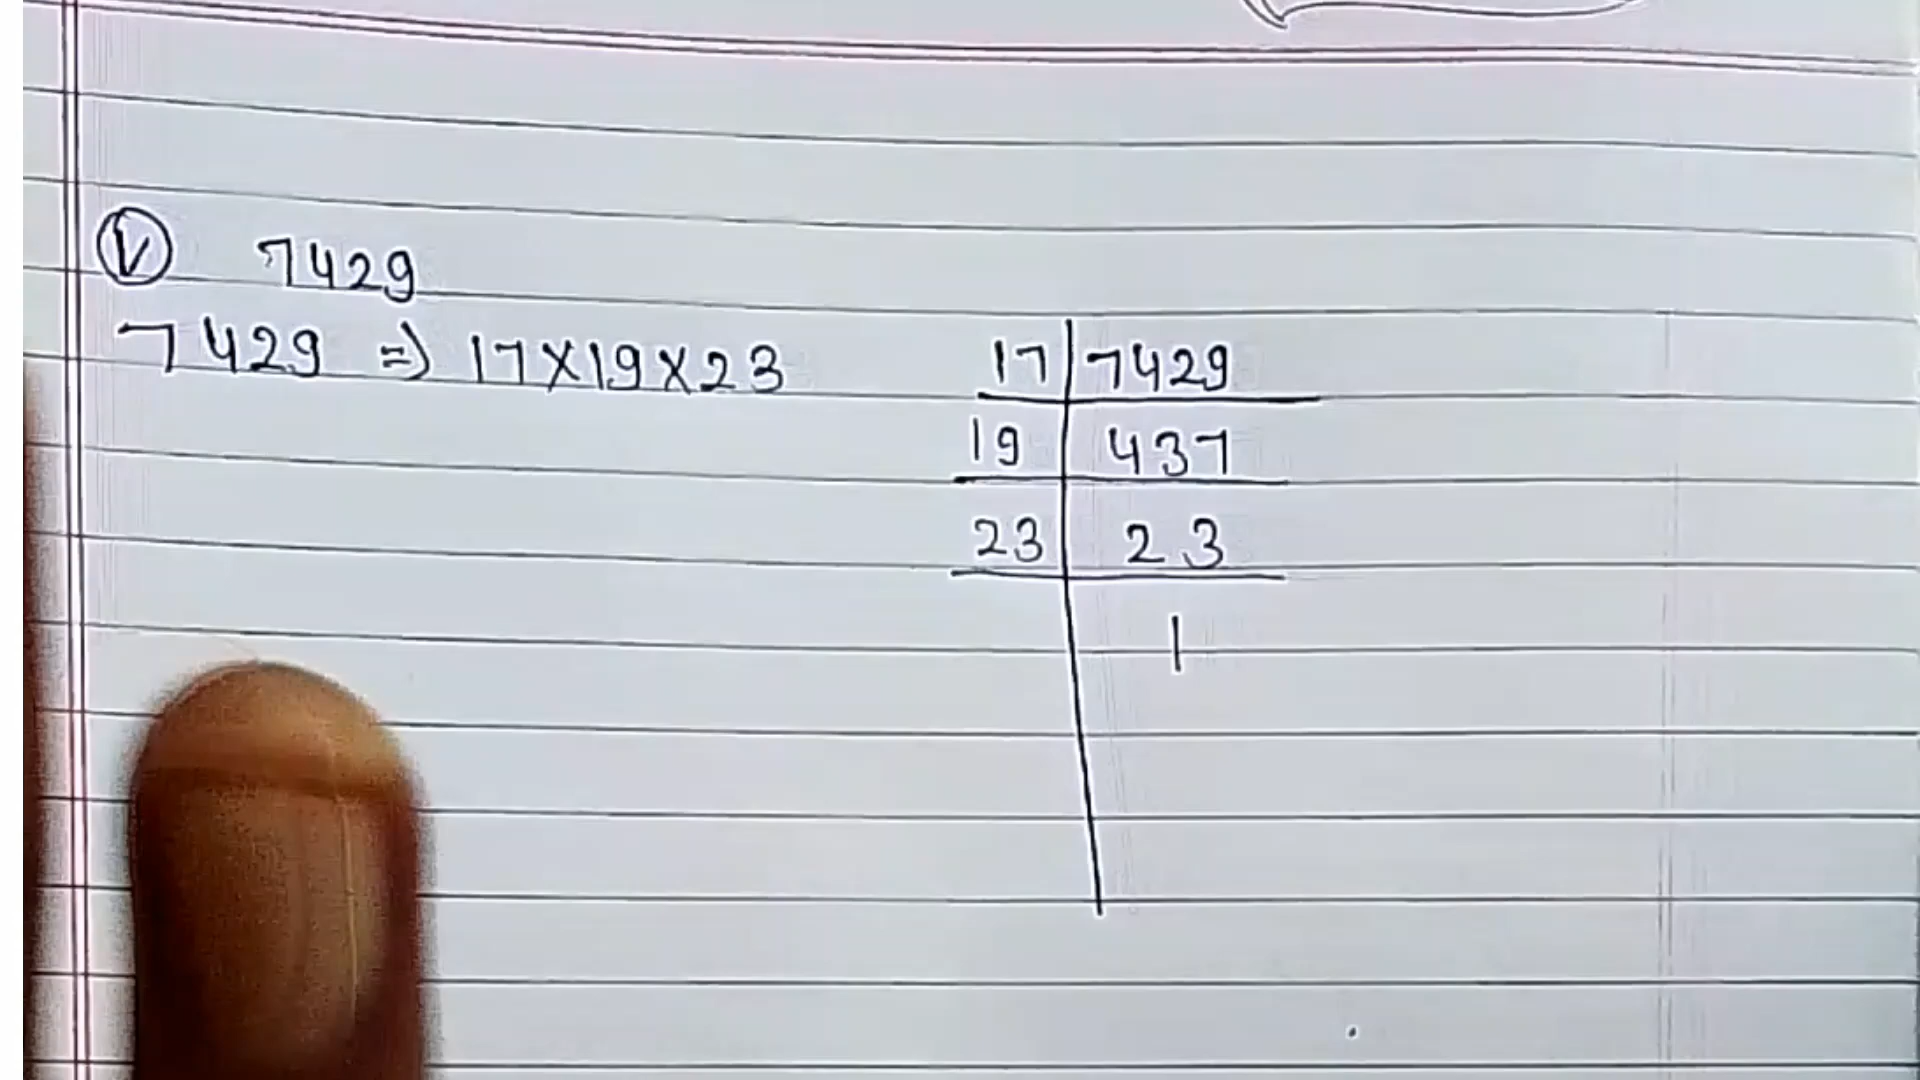 V 7429
7429 => 17×19×23
17 | 7429
19 | 437
23 | 23
1